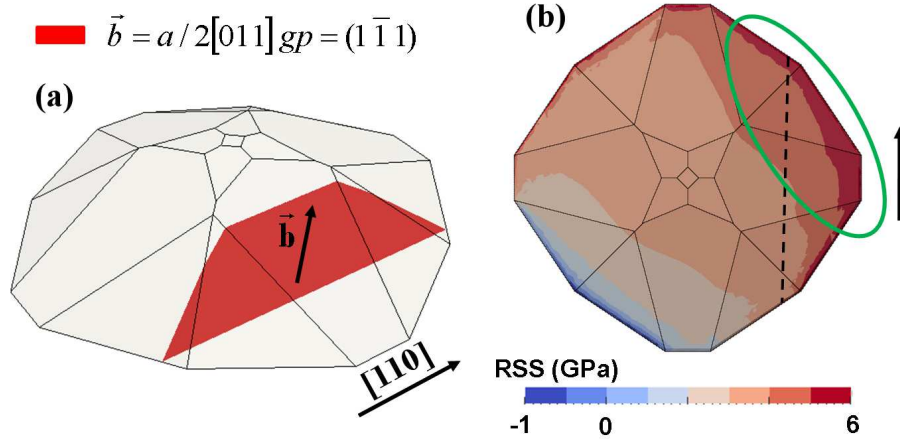 b⃗ = a/2[011] gp = (1 1̅ 1)
(a)
b⃗
[110]
(b)
RSS (GPa)
-1 0 6